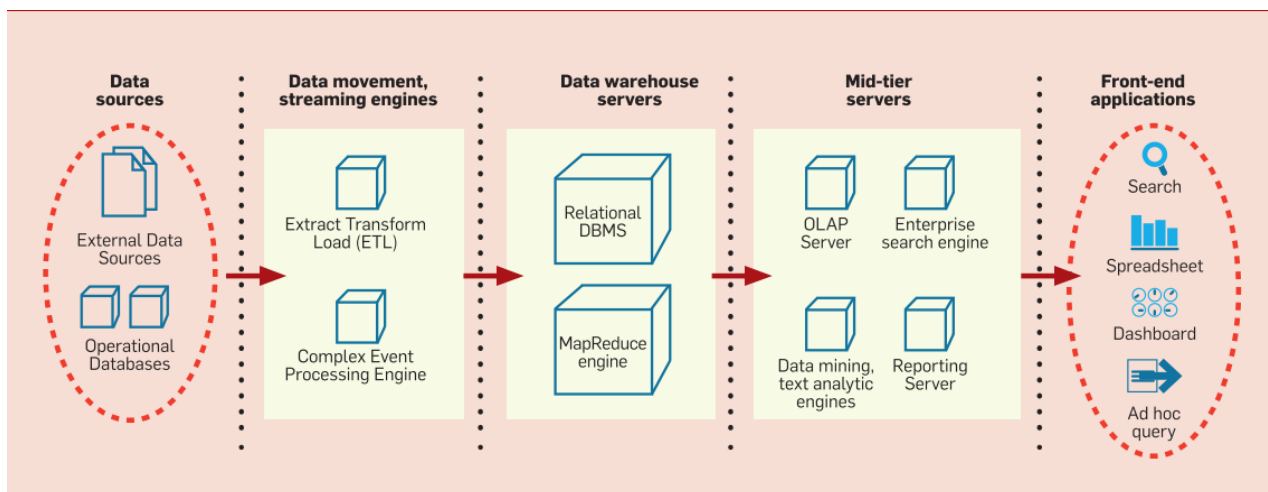 Data
sources
Data movement,
streaming engines
Data warehouse
servers
Mid-tier
servers
Front-end
applications
External Data
Sources
Operational
Databases
Extract Transform
Load (ETL)
Complex Event
Processing Engine
Relational
DBMS
MapReduce
engine
OLAP
Server
Enterprise
search engine
Data mining,
text analytic
engines
Reporting
Server
Search
Spreadsheet
Dashboard
Ad hoc
query